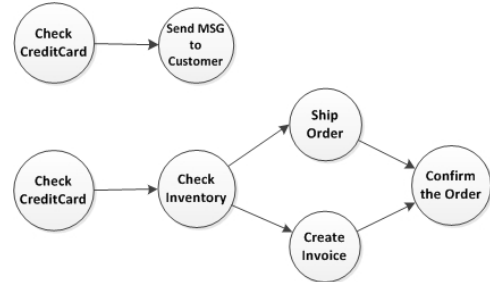 Check
CreditCard
Send MSG
to
Customer
Ship
Order
Check
CreditCard
Check
Inventory
Confirm
the Order
Create
Invoice